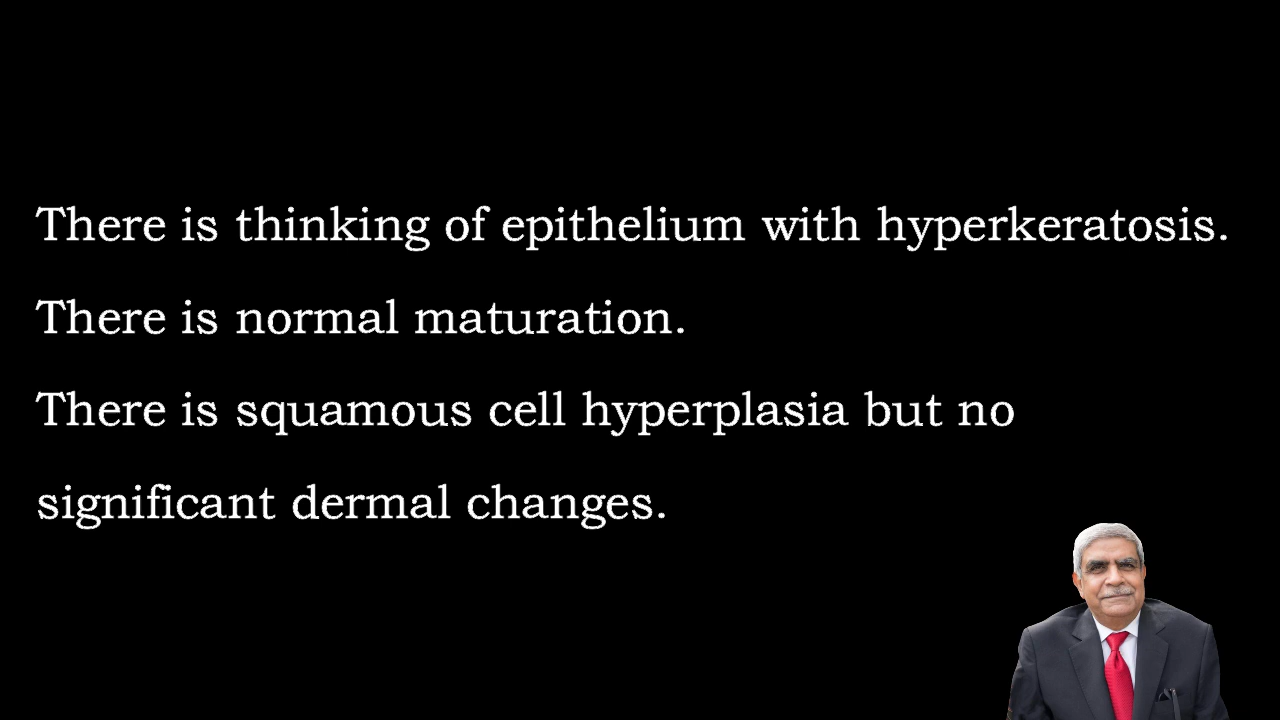 There is thinking of epithelium with hyperkeratosis.
There is normal maturation.
There is squamous cell hyperplasia but no
significant dermal changes.